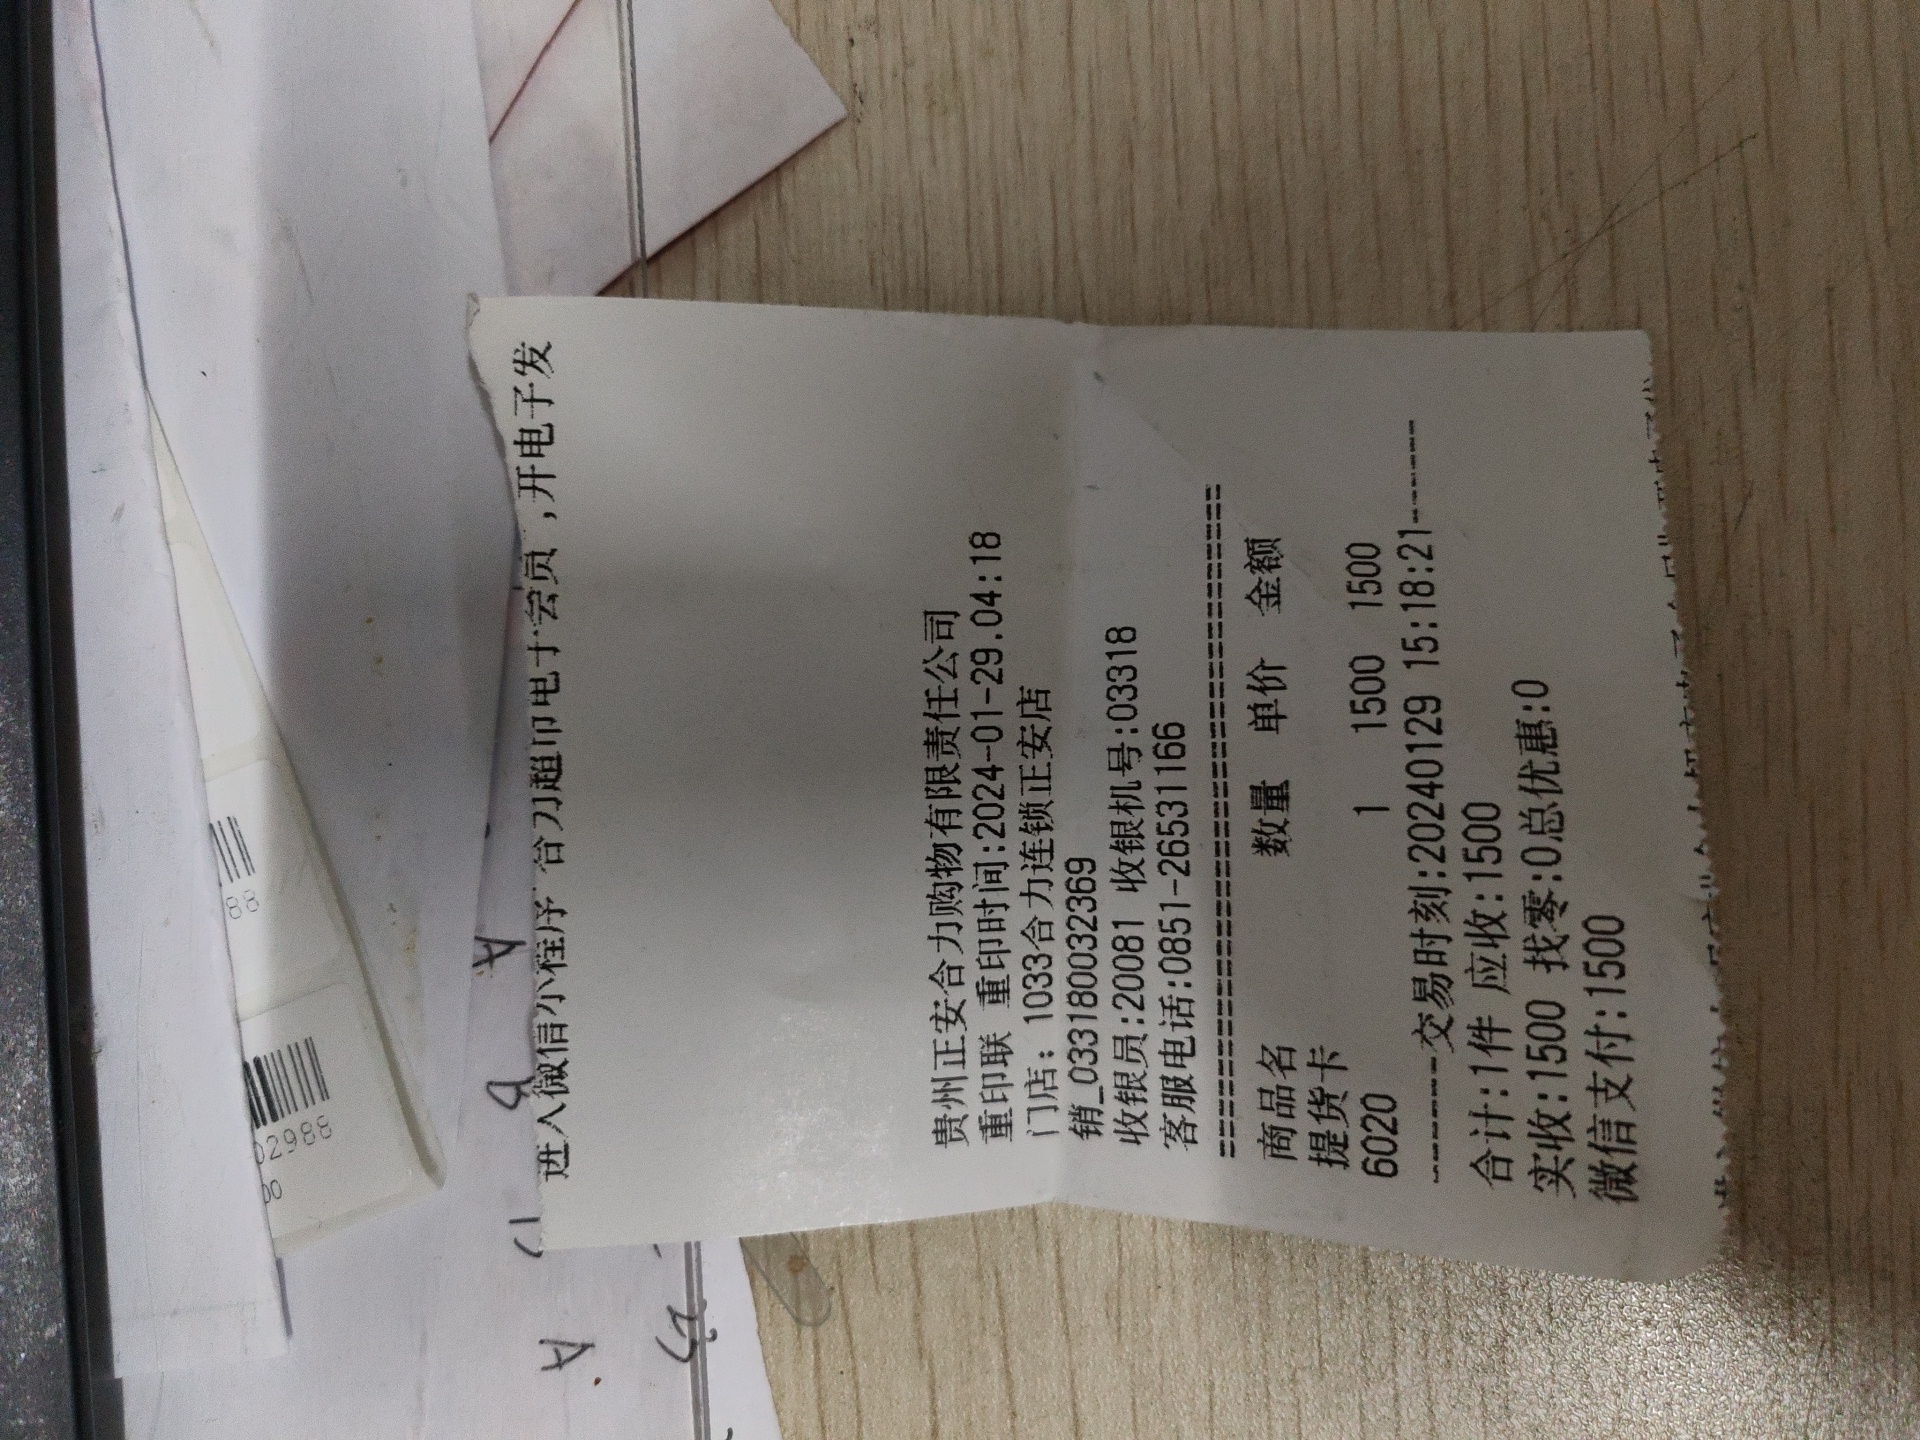 进入微信小程序 合力超市电子会员,开电子发
贵州正安合力购物有限责任公司
重印联 重印时间:2024-01-29.04:18
门店: 1033合力连锁正安店
销_033180032369
收银员:20081 收银机号:03318
客服电话:0851-26531166
================================
商品名 数量 单价 金额
提货卡
6020 1 1500 1500
------交易时刻:20240129 15:18:21------
合计:1件 应收:1500
实收:1500 找零:0总优惠:0
微信支付:1500
88
02988
00